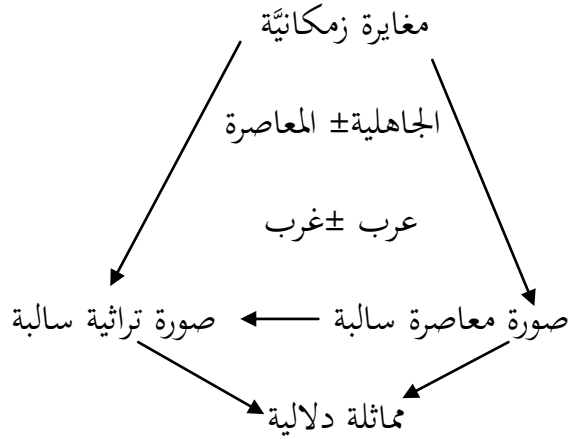 مغايرة زمكانيَّة
الجاهلية± المعاصرة
عرب ±غرب
صورة معاصرة سالبة
صورة تراثية سالبة
مماثلة دلالية